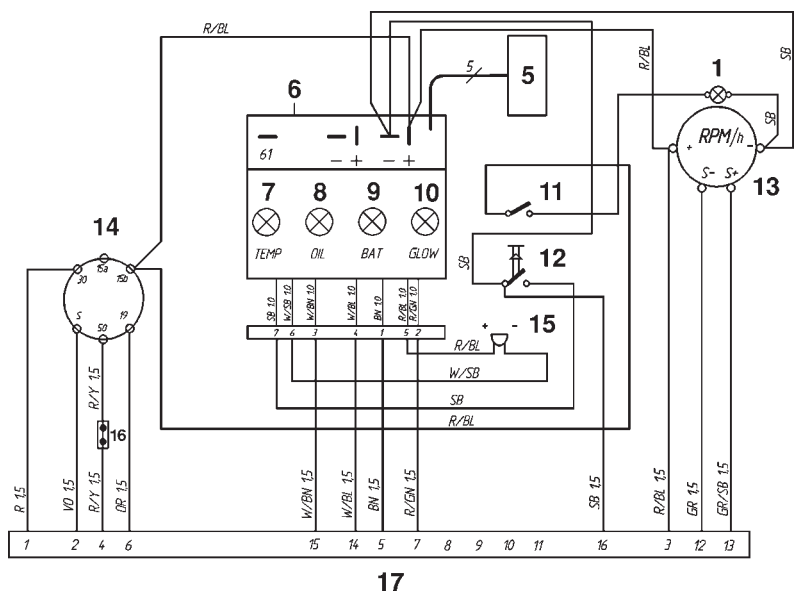 R/BL
5
5
6
R/BL
SB
1
SB
RPM/h
+
-
S- S+
13
61
- + - +
7 8 9 10
TEMP OIL BAT GLOW
11
14
15a
30 15b
S 19
50
SB
12
SB 1.0
W/SB 1.0
W/BN 1.0
W/BL 1.0
BN 1.0
R/BL 1.0
R/GN 1.0
7 6 3 4 1 5 2
+ - 15
R/BL
W/SB
SB
R/BL
R/Y 1,5
16
R 1,5
VO 1,5
R/Y 1,5
OR 1,5
W/BN 1,5
W/BL 1,5
BN 1,5
R/GN 1,5
SB 1,5
R/BL 1,5
GR 1,5
GR/SB 1,5
1 2 4 6 15 14 5 7 8 9 10 11 16 3 12 13
17